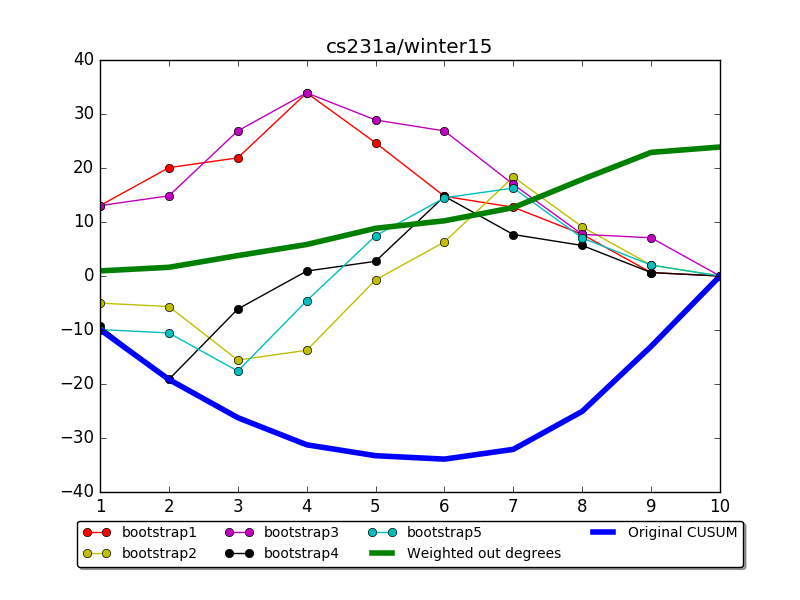 cs231a/winter15
40
30
20
10
0
−10
−20
−30
−40
1 2 3 4 5 6 7 8 9 10
bootstrap1 bootstrap3 bootstrap5 Original CUSUM
bootstrap2 bootstrap4 Weighted out degrees